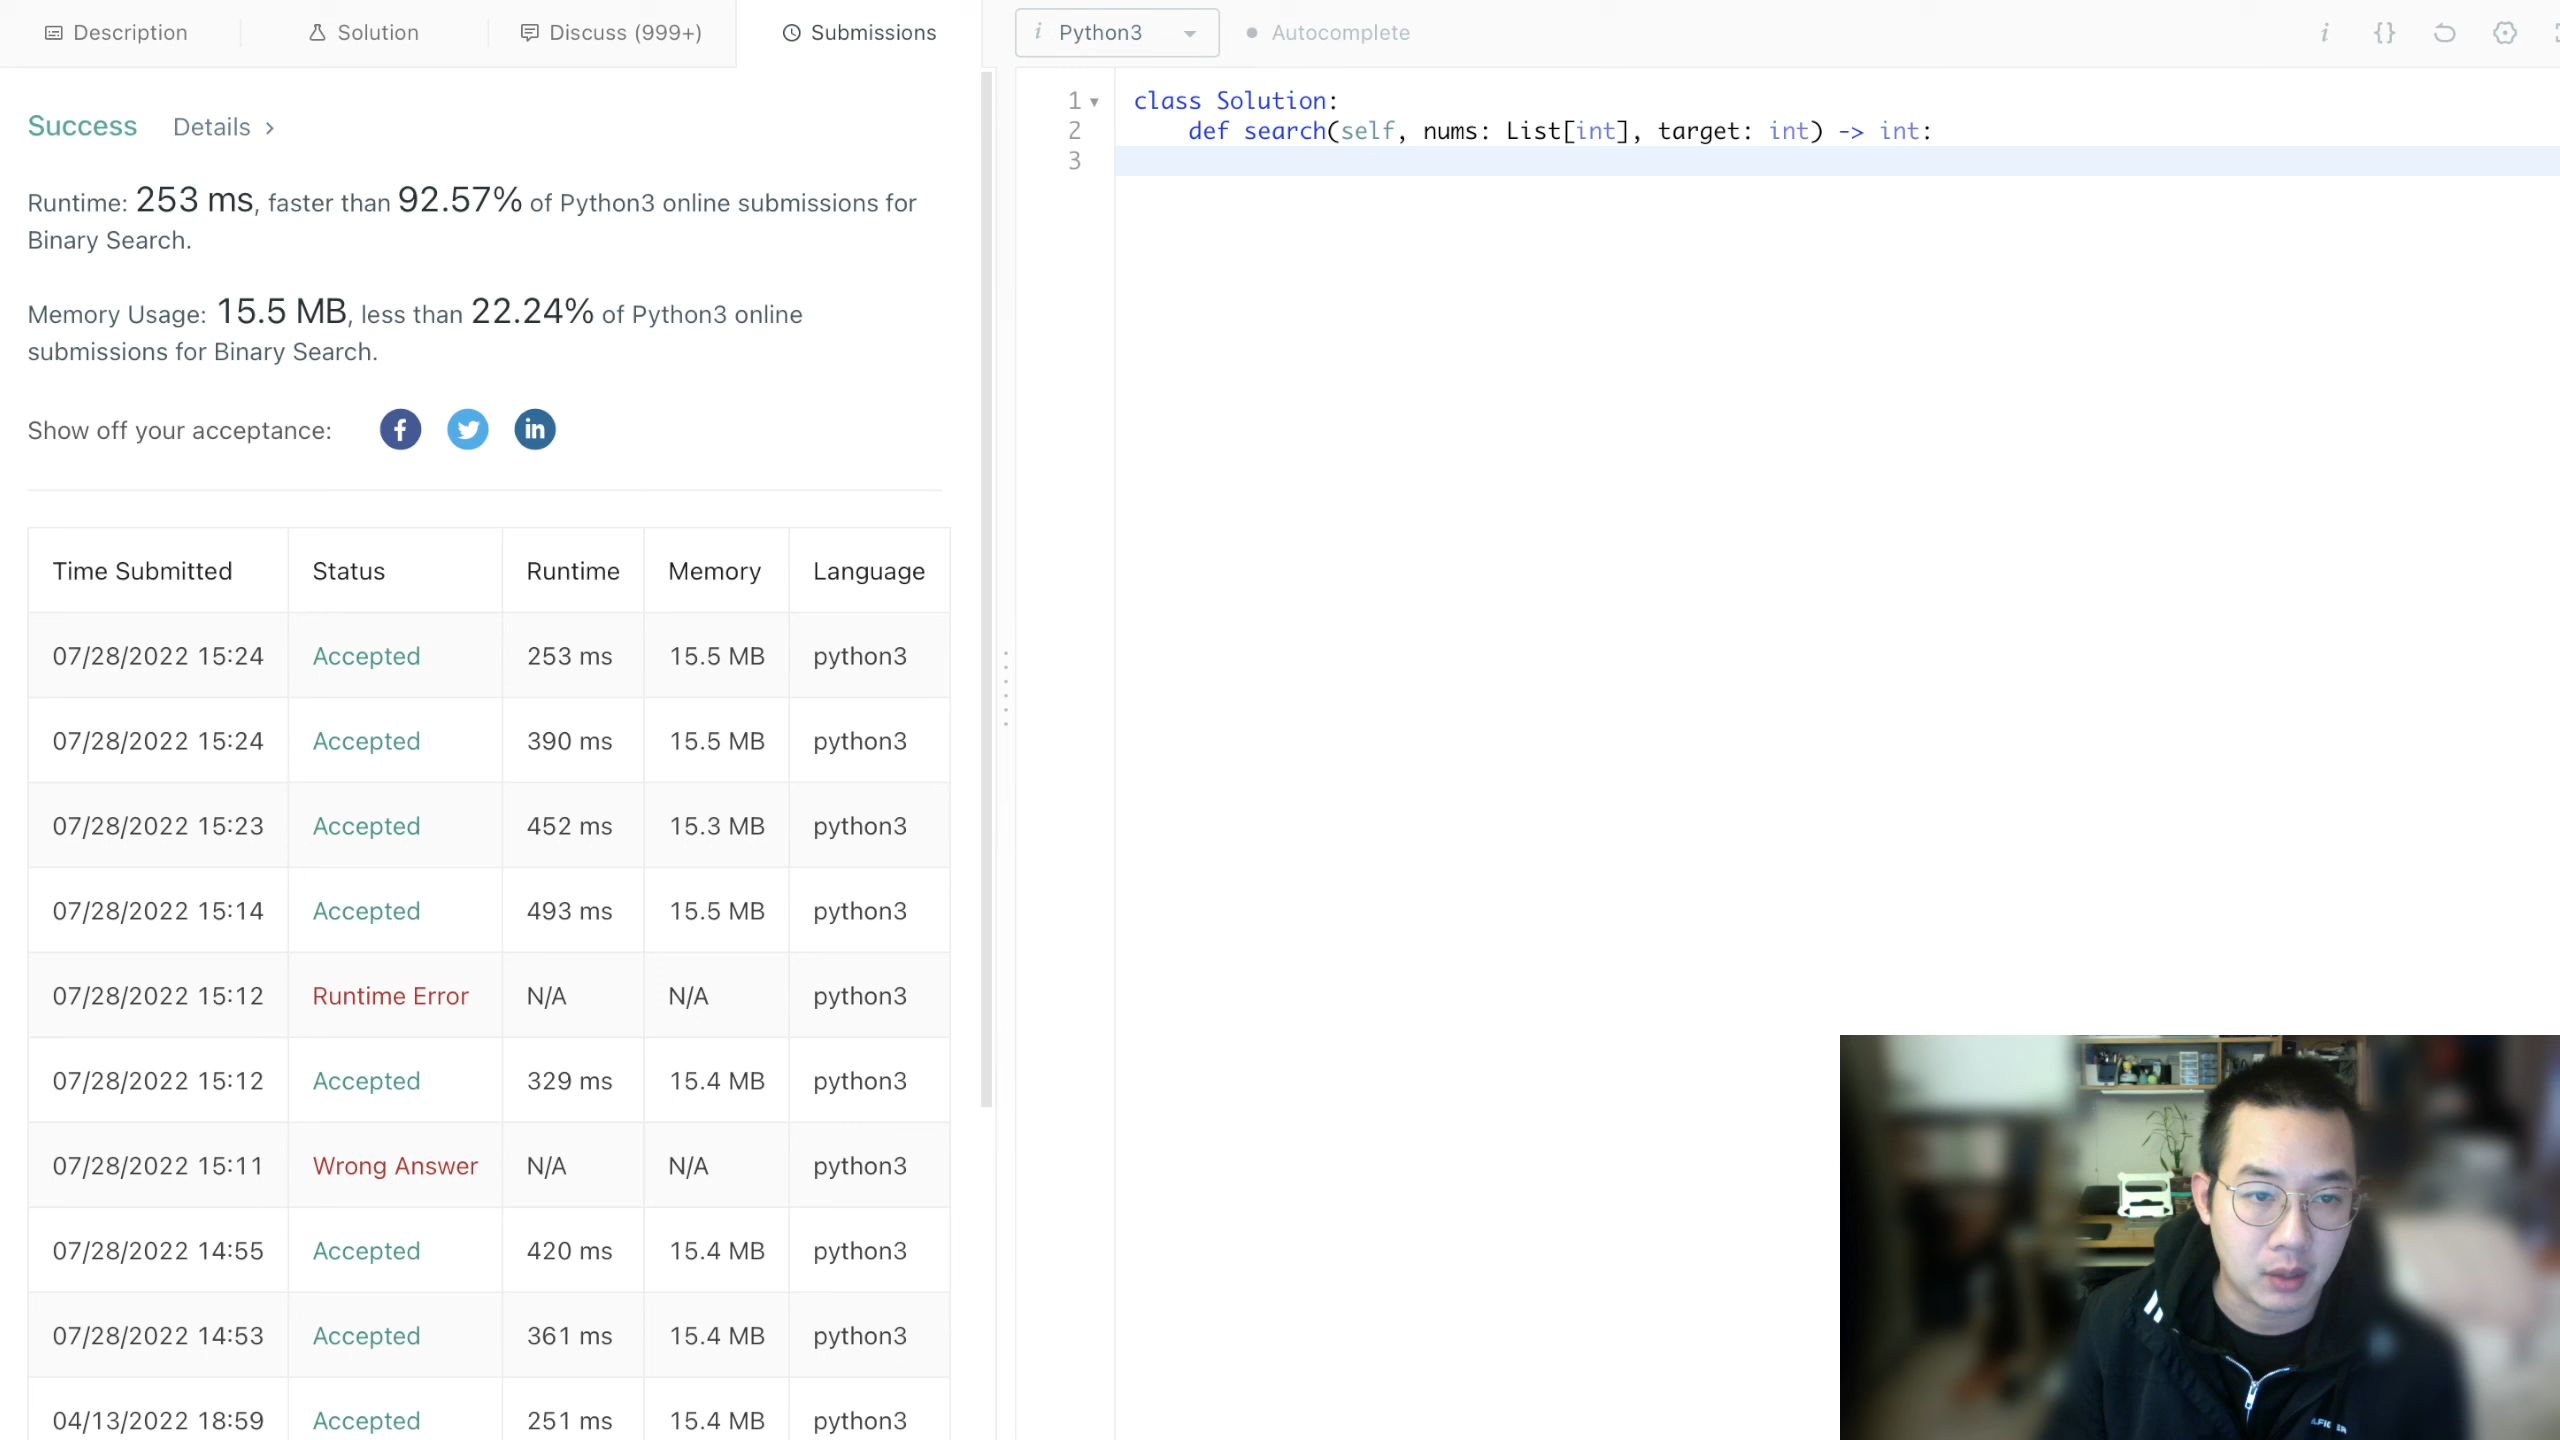 Description
Solution
Discuss (999+)
Submissions
i Python3
Autocomplete
i {}
Success Details >
Runtime: 253 ms, faster than 92.57% of Python3 online submissions for
Binary Search.
Memory Usage: 15.5 MB, less than 22.24% of Python3 online
submissions for Binary Search.
Show off your acceptance: f in
Time Submitted Status Runtime Memory Language
07/28/2022 15:24 Accepted 253 ms 15.5 MB python3
07/28/2022 15:24 Accepted 390 ms 15.5 MB python3
07/28/2022 15:23 Accepted 452 ms 15.3 MB python3
07/28/2022 15:14 Accepted 493 ms 15.5 MB python3
07/28/2022 15:12 Runtime Error N/A N/A python3
07/28/2022 15:12 Accepted 329 ms 15.4 MB python3
07/28/2022 15:11 Wrong Answer N/A N/A python3
07/28/2022 14:55 Accepted 420 ms 15.4 MB python3
07/28/2022 14:53 Accepted 361 ms 15.4 MB python3
04/13/2022 18:59 Accepted 251 ms 15.4 MB python3
1 class Solution:
2 def search(self, nums: List[int], target: int) -> int:
3